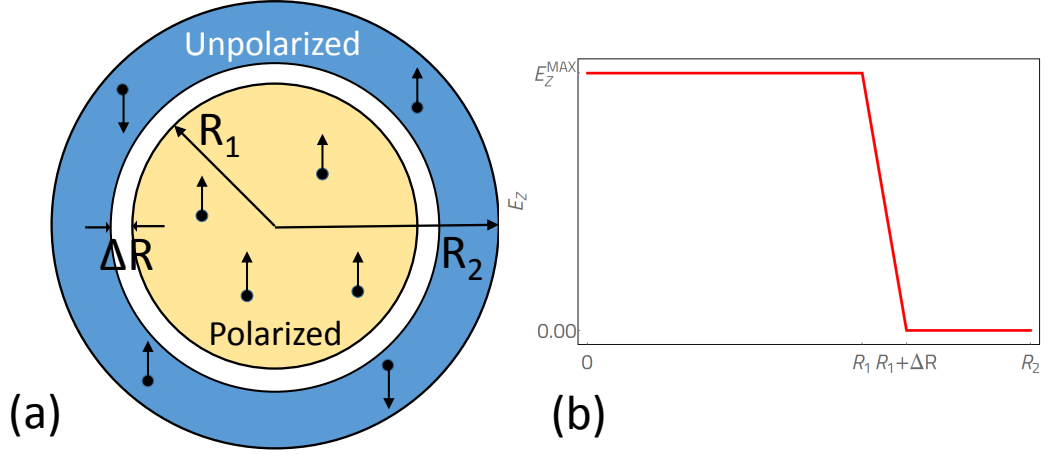 Unpolarized
R₁
ΔR
R₂
Polarized
(a)
E_Z^MAX
E_Z
0.00
0
R₁
R₁+ΔR
R₂
(b)